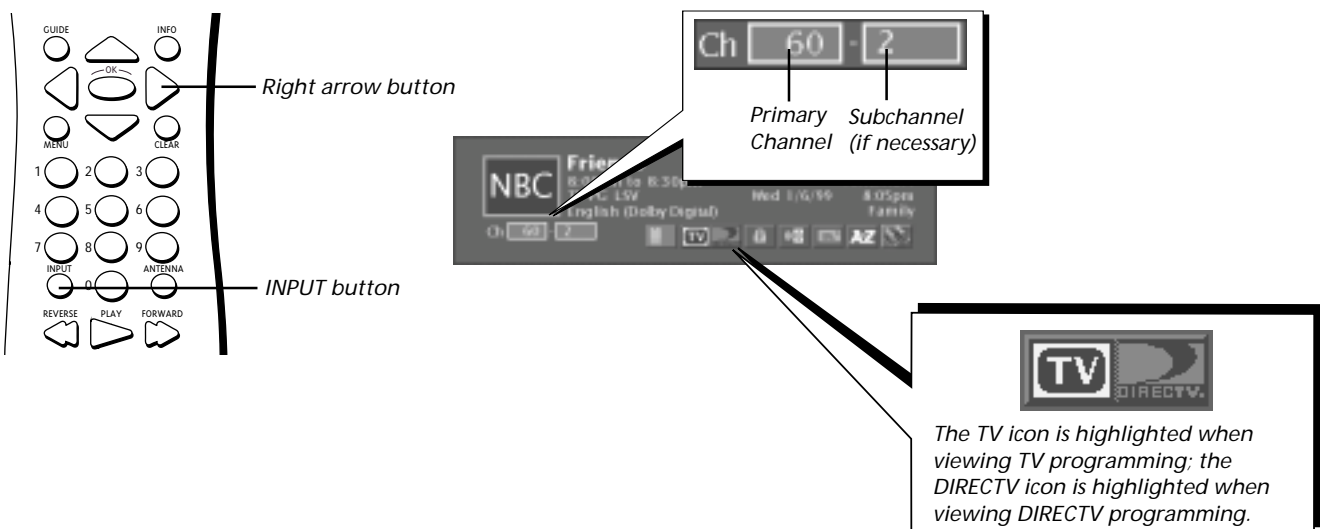 GUIDE
INFO
OK
MENU
CLEAR
1 2 3
4 5 6
7 8 9
INPUT
0
ANTENNA
REVERSE PLAY FORWARD
Right arrow button
INPUT button
Ch 60 - 2
Primary
Channel
Subchannel
(if necessary)
NBC
8:30pm
LSV
English (Dolby Digital)
Wed 1/6/99
8:05pm
Family
Ch 60 - 2
TV
AZ
TV
DIRECTV.
The TV icon is highlighted when
viewing TV programming; the
DIRECTV icon is highlighted when
viewing DIRECTV programming.